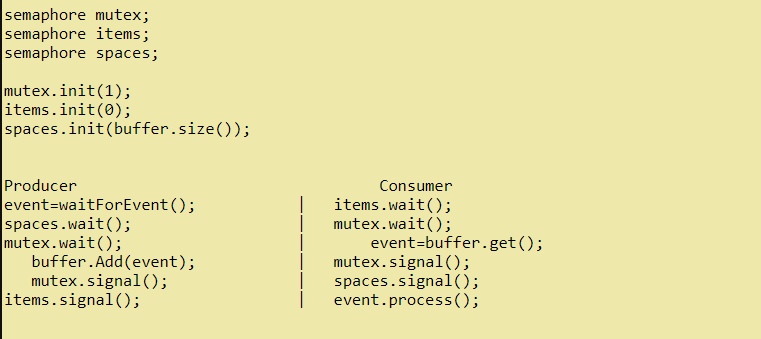 semaphore mutex;
semaphore items;
semaphore spaces;
mutex.init(1);
items.init(0);
spaces.init(buffer.size());
Producer Consumer
event=waitForEvent(); | items.wait();
spaces.wait(); | mutex.wait();
mutex.wait(); | event=buffer.get();
buffer.Add(event); | mutex.signal();
mutex.signal(); | spaces.signal();
items.signal(); | event.process();